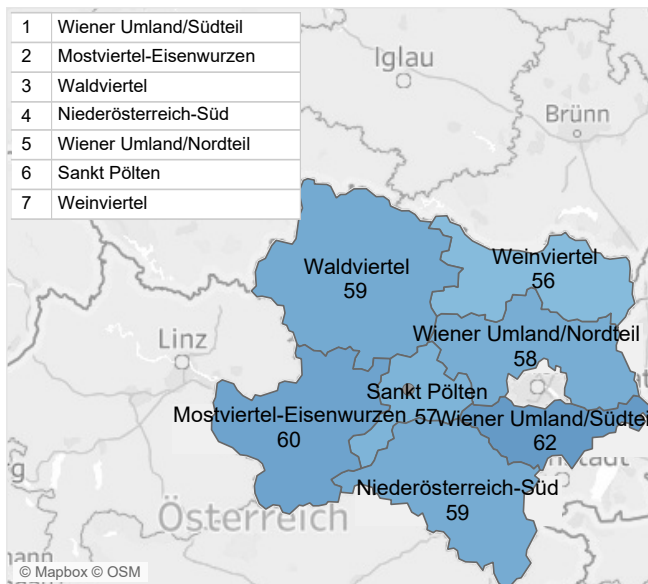 1 Wiener Umland/Südteil
2 Mostviertel-Eisenwurzen
3 Waldviertel
4 Niederösterreich-Süd
5 Wiener Umland/Nordteil
6 Sankt Pölten
7 Weinviertel
Iglau
Brünn
Waldviertel
59
Weinviertel
56
Linz
Wiener Umland/Nordteil
58
Sankt Pölten
57
Mostviertel-Eisenwurzen
60
Wiener Umland/Südteil
62
Niederösterreich-Süd
59
Österreich
© Mapbox © OSM